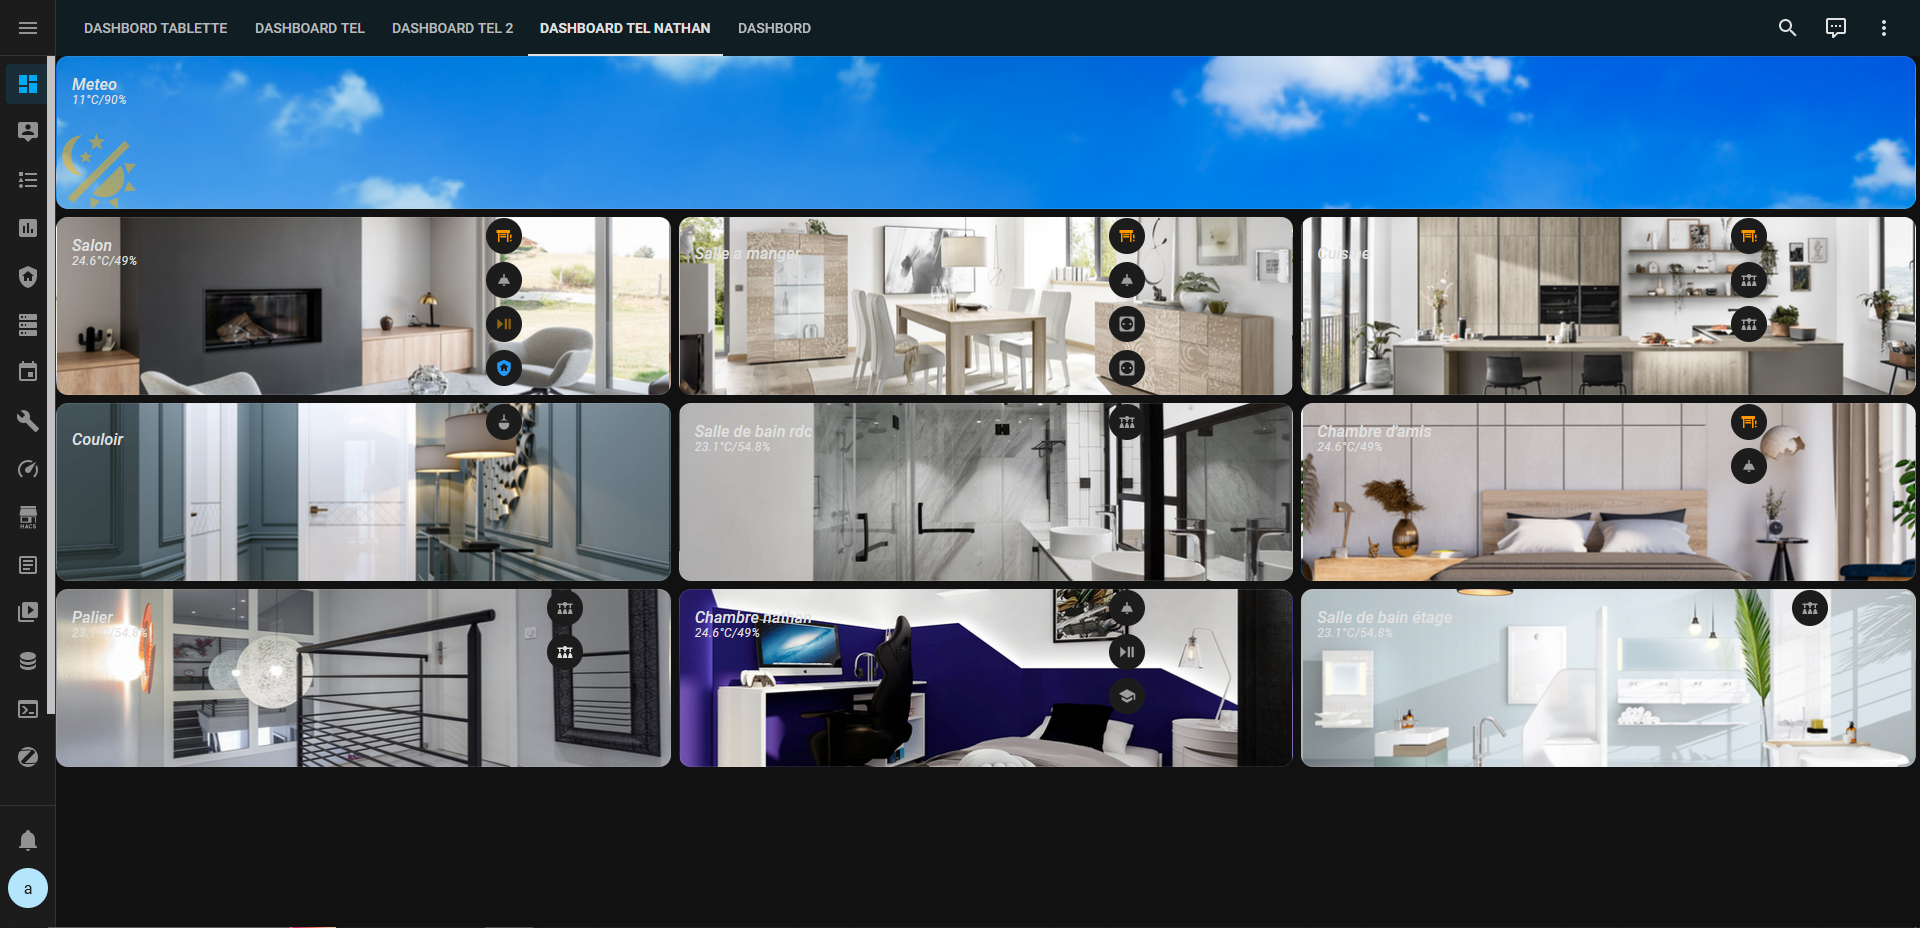 DASHBORD TABLETTE
DASHBOARD TEL
DASHBOARD TEL 2
DASHBOARD TEL NATHAN
DASHBORD
Meteo
11°C/90%
Salon
24.6°C/49%
Salle a manger
Cuisine
Couloir
Salle de bain rdc
23.1°C/54.8%
Chambre d'amis
24.6°C/49%
Palier
23.1°C/54.8%
Chambre nathan
24.6°C/49%
Salle de bain étage
23.1°C/54.8%
HACS
a